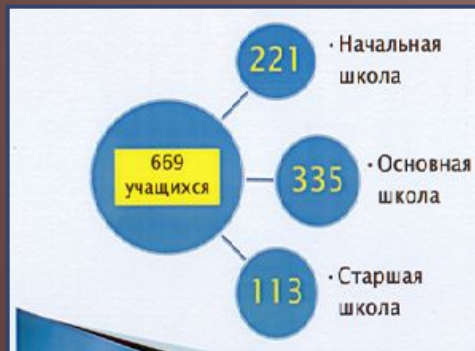 221
· Начальная
школа
669
учащихся
335
· Основная
школа
113
· Старшая
школа